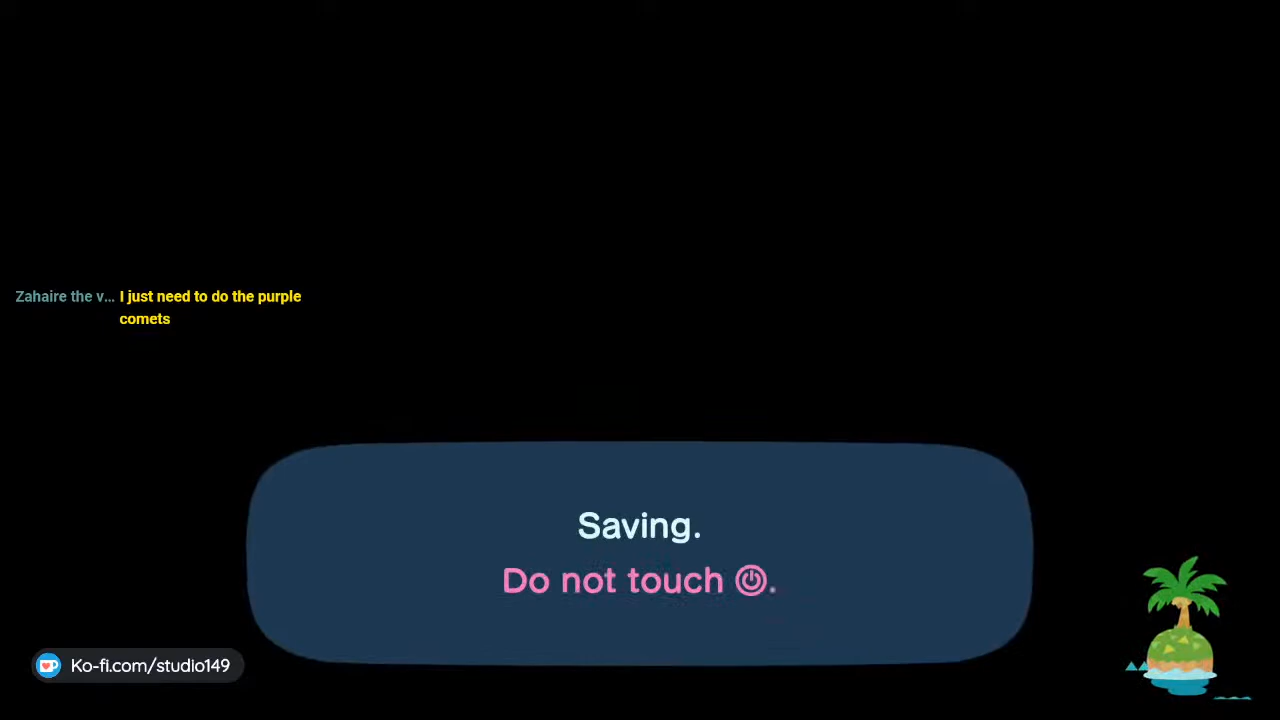 Zahaire the v... I just need to do the purple
comets
Saving.
Do not touch ⏻.
Ko-fi.com/studio149